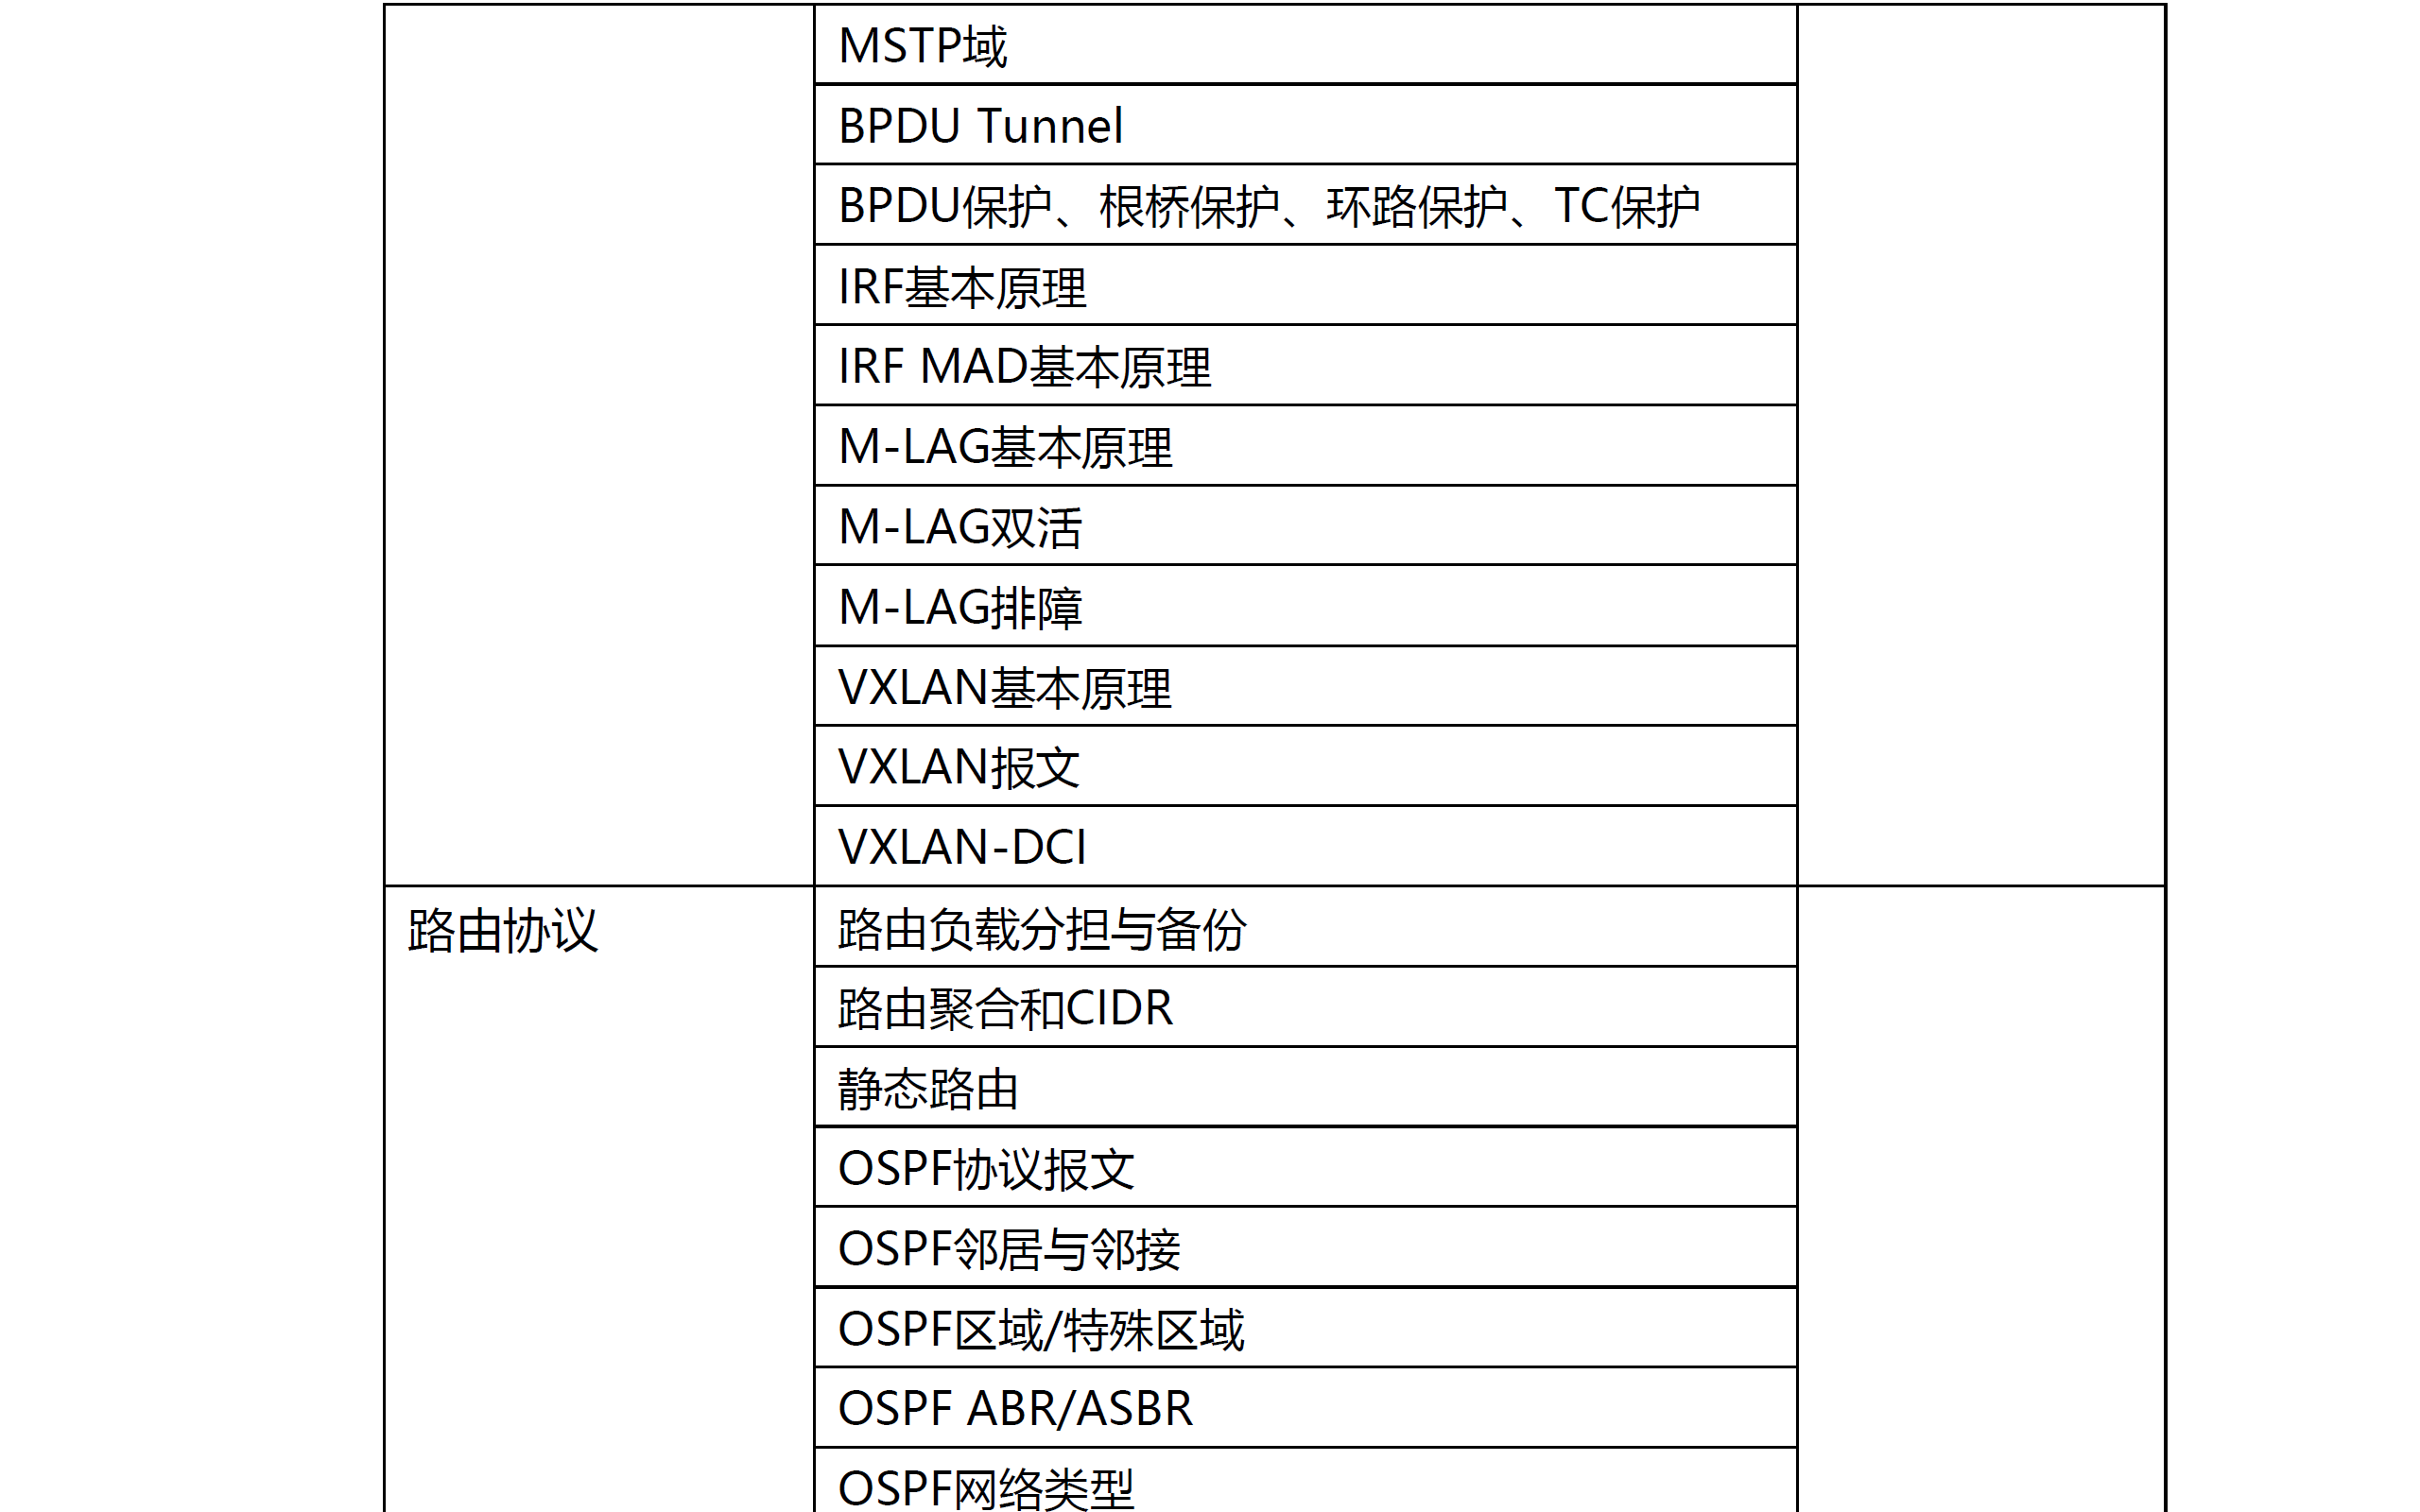 MSTP域
BPDU Tunnel
BPDU保护、根桥保护、环路保护、TC保护
IRF基本原理
IRF MAD基本原理
M-LAG基本原理
M-LAG双活
M-LAG排障
VXLAN基本原理
VXLAN报文
VXLAN-DCI
路由协议
路由负载分担与备份
路由聚合和CIDR
静态路由
OSPF协议报文
OSPF邻居与邻接
OSPF区域/特殊区域
OSPF ABR/ASBR
OSPF网络类型